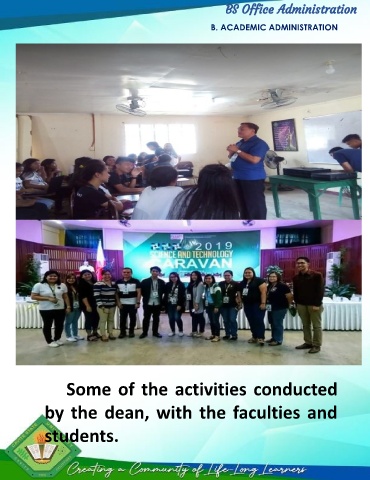 BS Office Administration
B. ACADEMIC ADMINISTRATION
2019
SCIENCE AND TECHNOLOGY
CARAVAN
Some of the activities conducted
by the dean, with the faculties and
students.
Creating a Community of Life-Long Learners